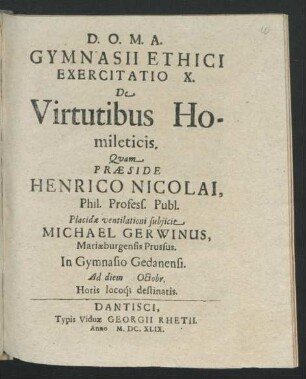 D. O. M. A.
GYMNASII ETHICI
EXERCITATIO X.
De
Virtutibus Ho-
mileticis.
Quam
PRÆSIDE
HENRICO NICOLAI,
Phil. Profess. Publ.
Placidæ ventilationi subjicit
MICHAEL GERWINUS,
Mariæburgensis Prussus.
In Gymnasio Gedanensi.
Ad diem Octobr.
Horis locoq; destinatis.
DANTISCI,
Typis Viduæ GEORGII RHETII.
Anno M. DC. XLIX.